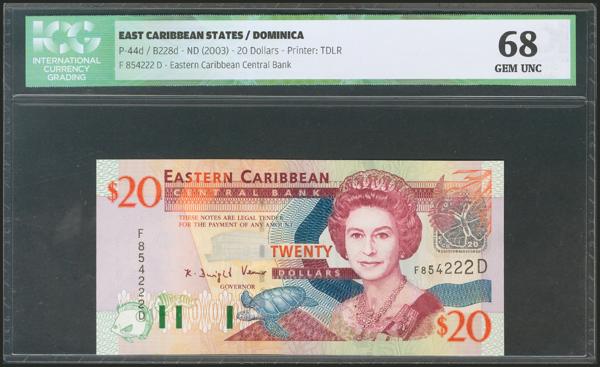 ICG
INTERNATIONAL
CURRENCY
GRADING
EAST CARIBBEAN STATES / DOMINICA
P-44d / B228d - ND (2003) - 20 Dollars - Printer: TDLR
F 854222 D - Eastern Caribbean Central Bank
68
GEM UNC
$20
EASTERN CARIBBEAN
CENTRAL BANK
THESE NOTES ARE LEGAL TENDER
FOR THE PAYMENT OF ANY AMOUNT
TWENTY
DOLLARS
GOVERNOR
F854222D
20
F854222D
$20